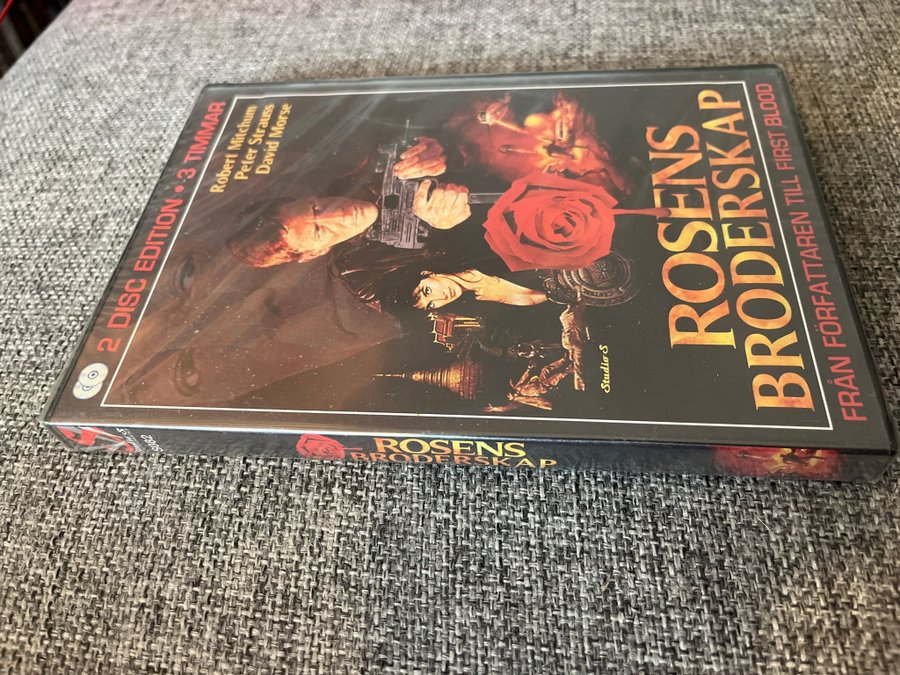 2 DISC EDITION • 3 TIMMAR
Robert Mitchum
Peter Strauss
David Morse
Studio S
ROSENS
BRODERSKAP
FRÅN FÖRFATTAREN TILL FIRST BLOOD
ROSENS
BRODERSKAP